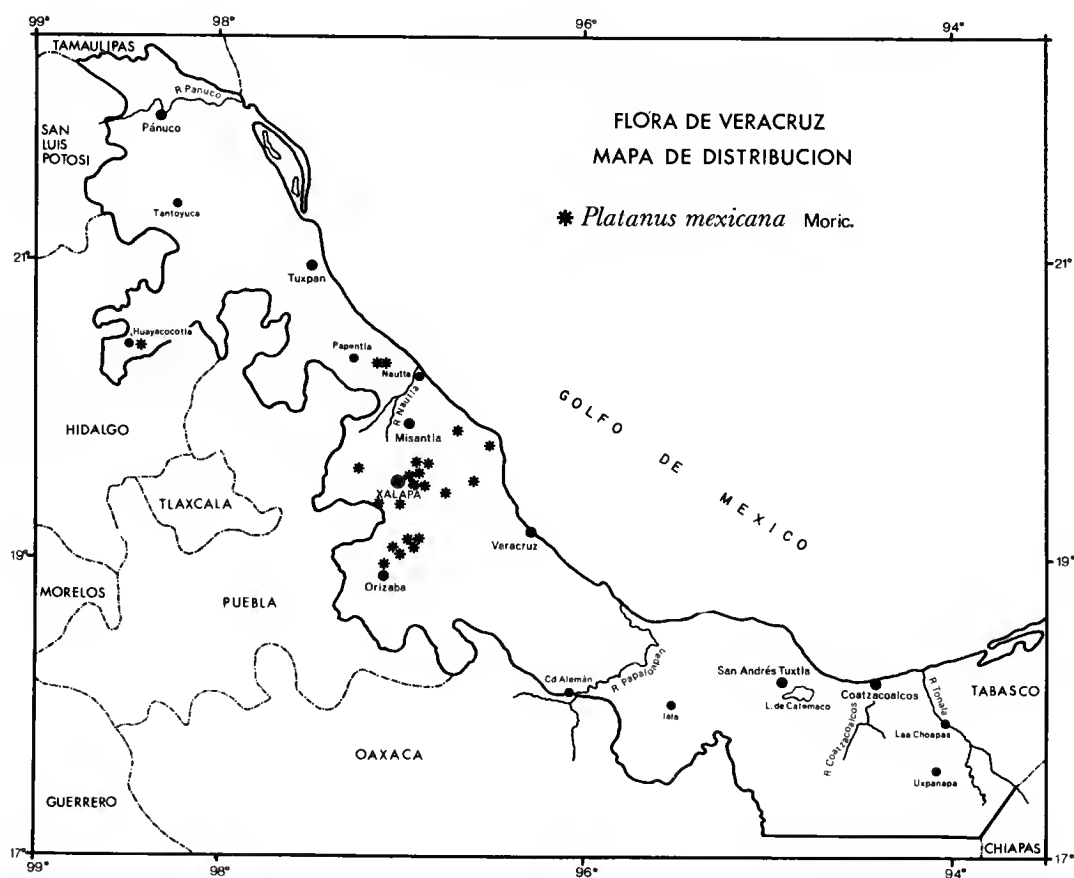 99°
98°
96°
94°
TAMAULIPAS
R Panuco
Pánuco
FLORA DE VERACRUZ
MAPA DE DISTRIBUCION
SAN
LUIS
POTOSI
Platanus mexicana Moric.
Tantoyuca
21°
21°
Tuxpan
Huayacocotla
Papantla
Nautla
R Nautla
GOLFO
DE
MEXICO
HIDALGO
Misantla
XALAPA
TLAXCALA
Veracruz
19°
19°
Orizaba
MORELOS
PUEBLA
San Andrés Tuxtla
Cd Alemán
R Papaloapan
L. de Catemaco
Coatzacoalcos
R Tonala
TABASCO
Isla
R Coatzacoalcos
Las Choapas
OAXACA
Uxpanapa
GUERRERO
17°
17°
CHIAPAS
99°
98°
96°
94°